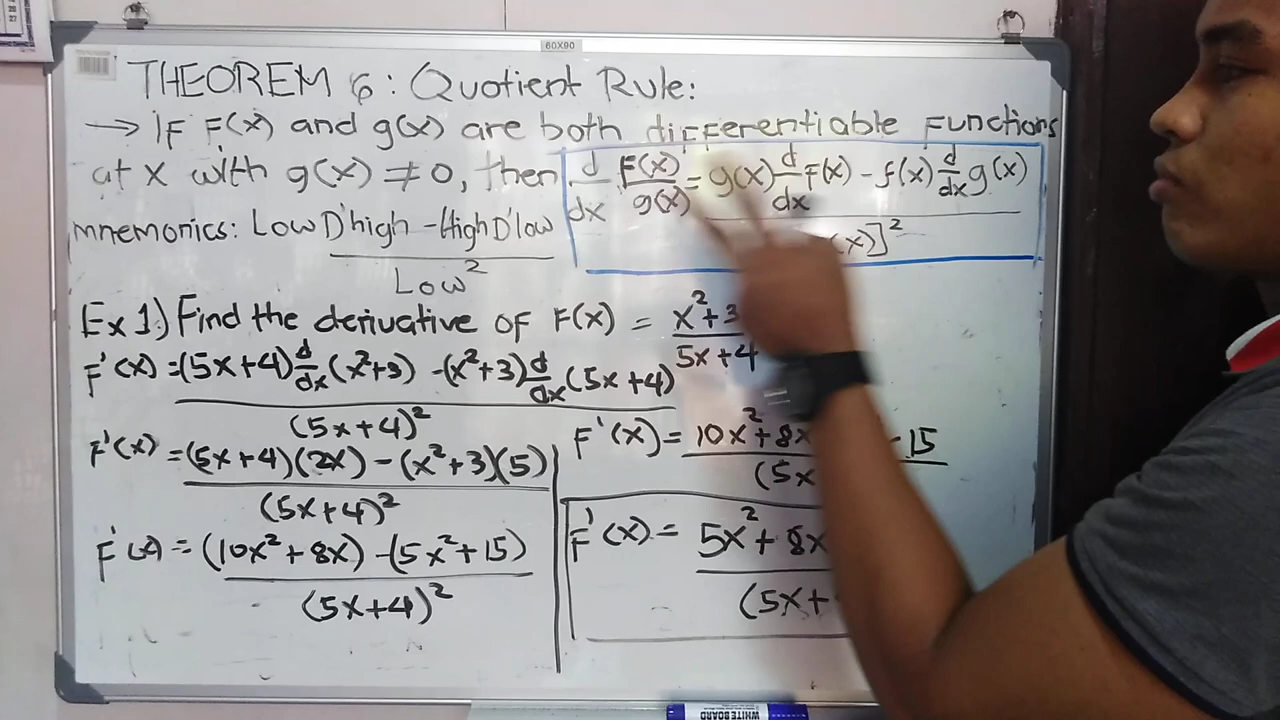 60X90
THEOREM 6: Quotient Rule:
→ IF F(x) and g(x) are both differentiable Functions
at x with g(x) ≠ 0, then d/dx F(x)/g(x) = g(x) d/dx f(x) - f(x) d/dx g(x)
(x)]²
mnemonics: Low D'high - High D'low
Low²
Ex 1.) Find the derivative of F(x) = x²+3
5x+4
F'(x) = (5x+4) d/dx (x²+3) - (x²+3) d/dx (5x+4)
(5x+4)²
F'(x) = (5x+4)(2x) - (x²+3)(5)
(5x+4)²
F'(x) = (10x²+8x) - (5x²+15)
(5x+4)²
F'(x) = 10x²+8x -15
(5x
F'(x) = 5x²+8x
(5x+
WHITEBOARD